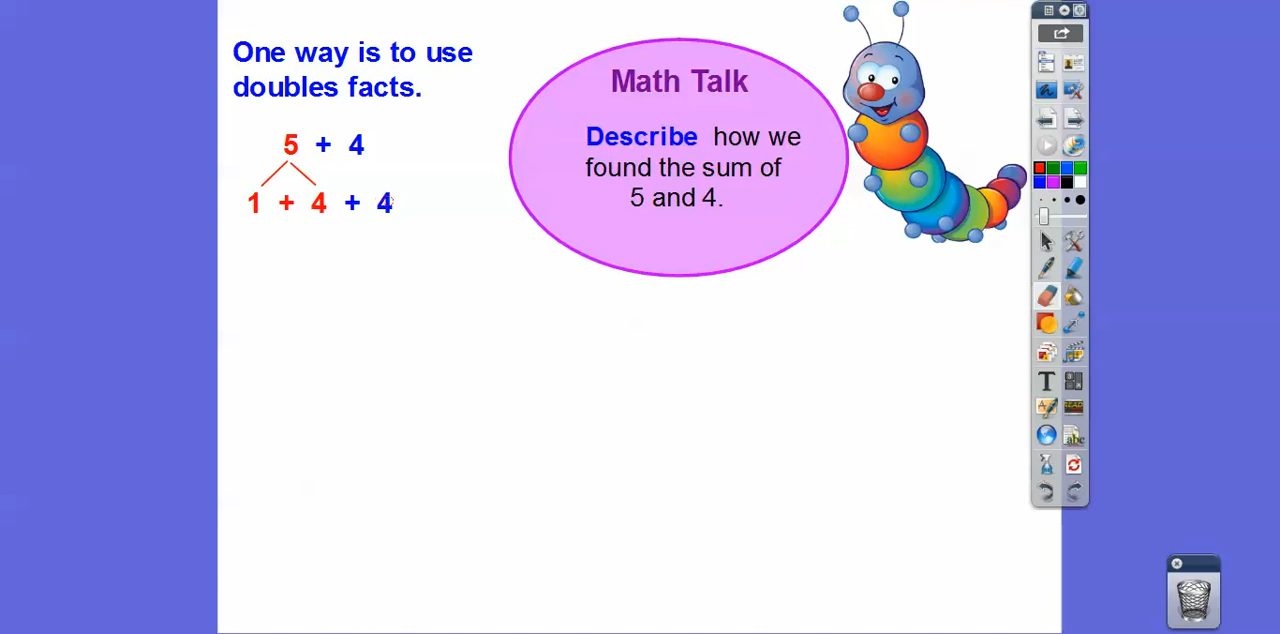 One way is to use
doubles facts.
5 + 4
1 + 4 + 4
Math Talk
Describe how we
found the sum of
5 and 4.